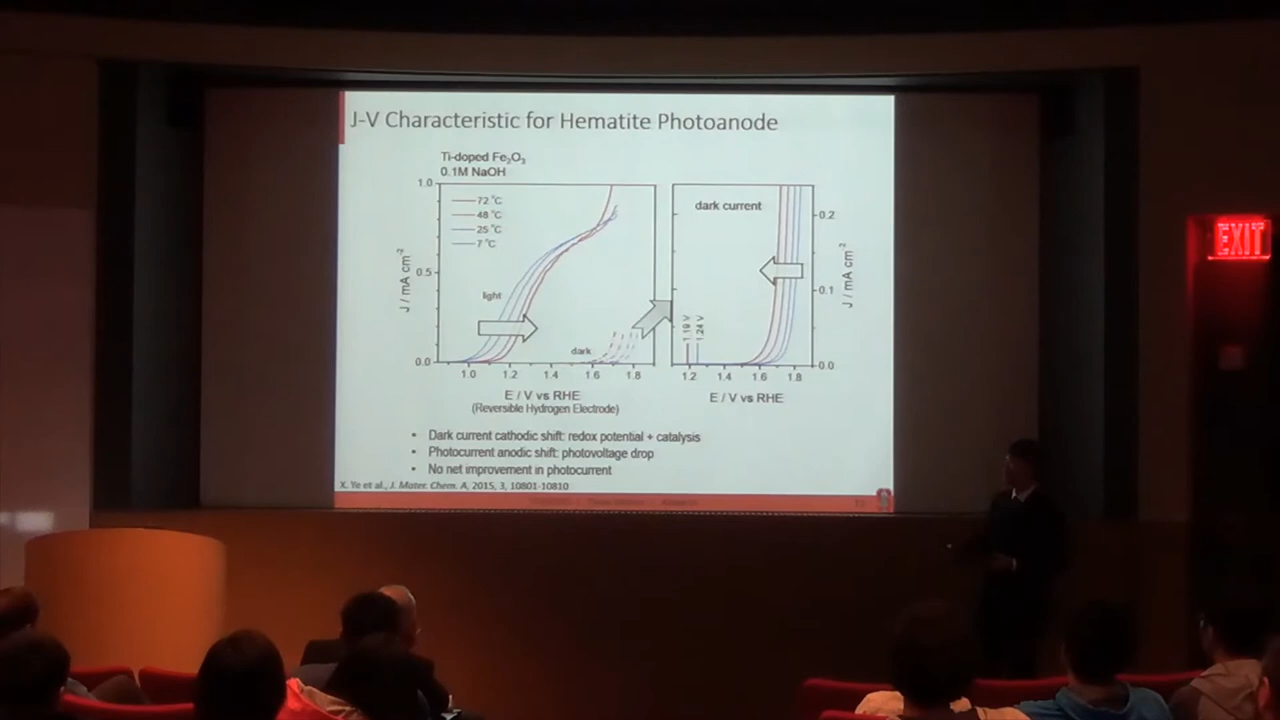 J-V Characteristic for Hematite Photoanode
Ti-doped Fe₂O₃
0.1M NaOH
1.0
72 °C
48 °C
25 °C
7 °C
0.5
J / mA cm⁻²
light
dark
0.0
1.0 1.2 1.4 1.6 1.8
E / V vs RHE
(Reversible Hydrogen Electrode)
dark current
0.2
0.1
J / mA cm⁻²
1.19 V
1.24 V
0.0
1.2 1.4 1.6 1.8
E / V vs RHE
• Dark current cathodic shift: redox potential + catalysis
• Photocurrent anodic shift: photovoltage drop
• No net improvement in photocurrent
X. Ye et al., J. Mater. Chem. A, 2015, 3, 10801-10810
EXIT